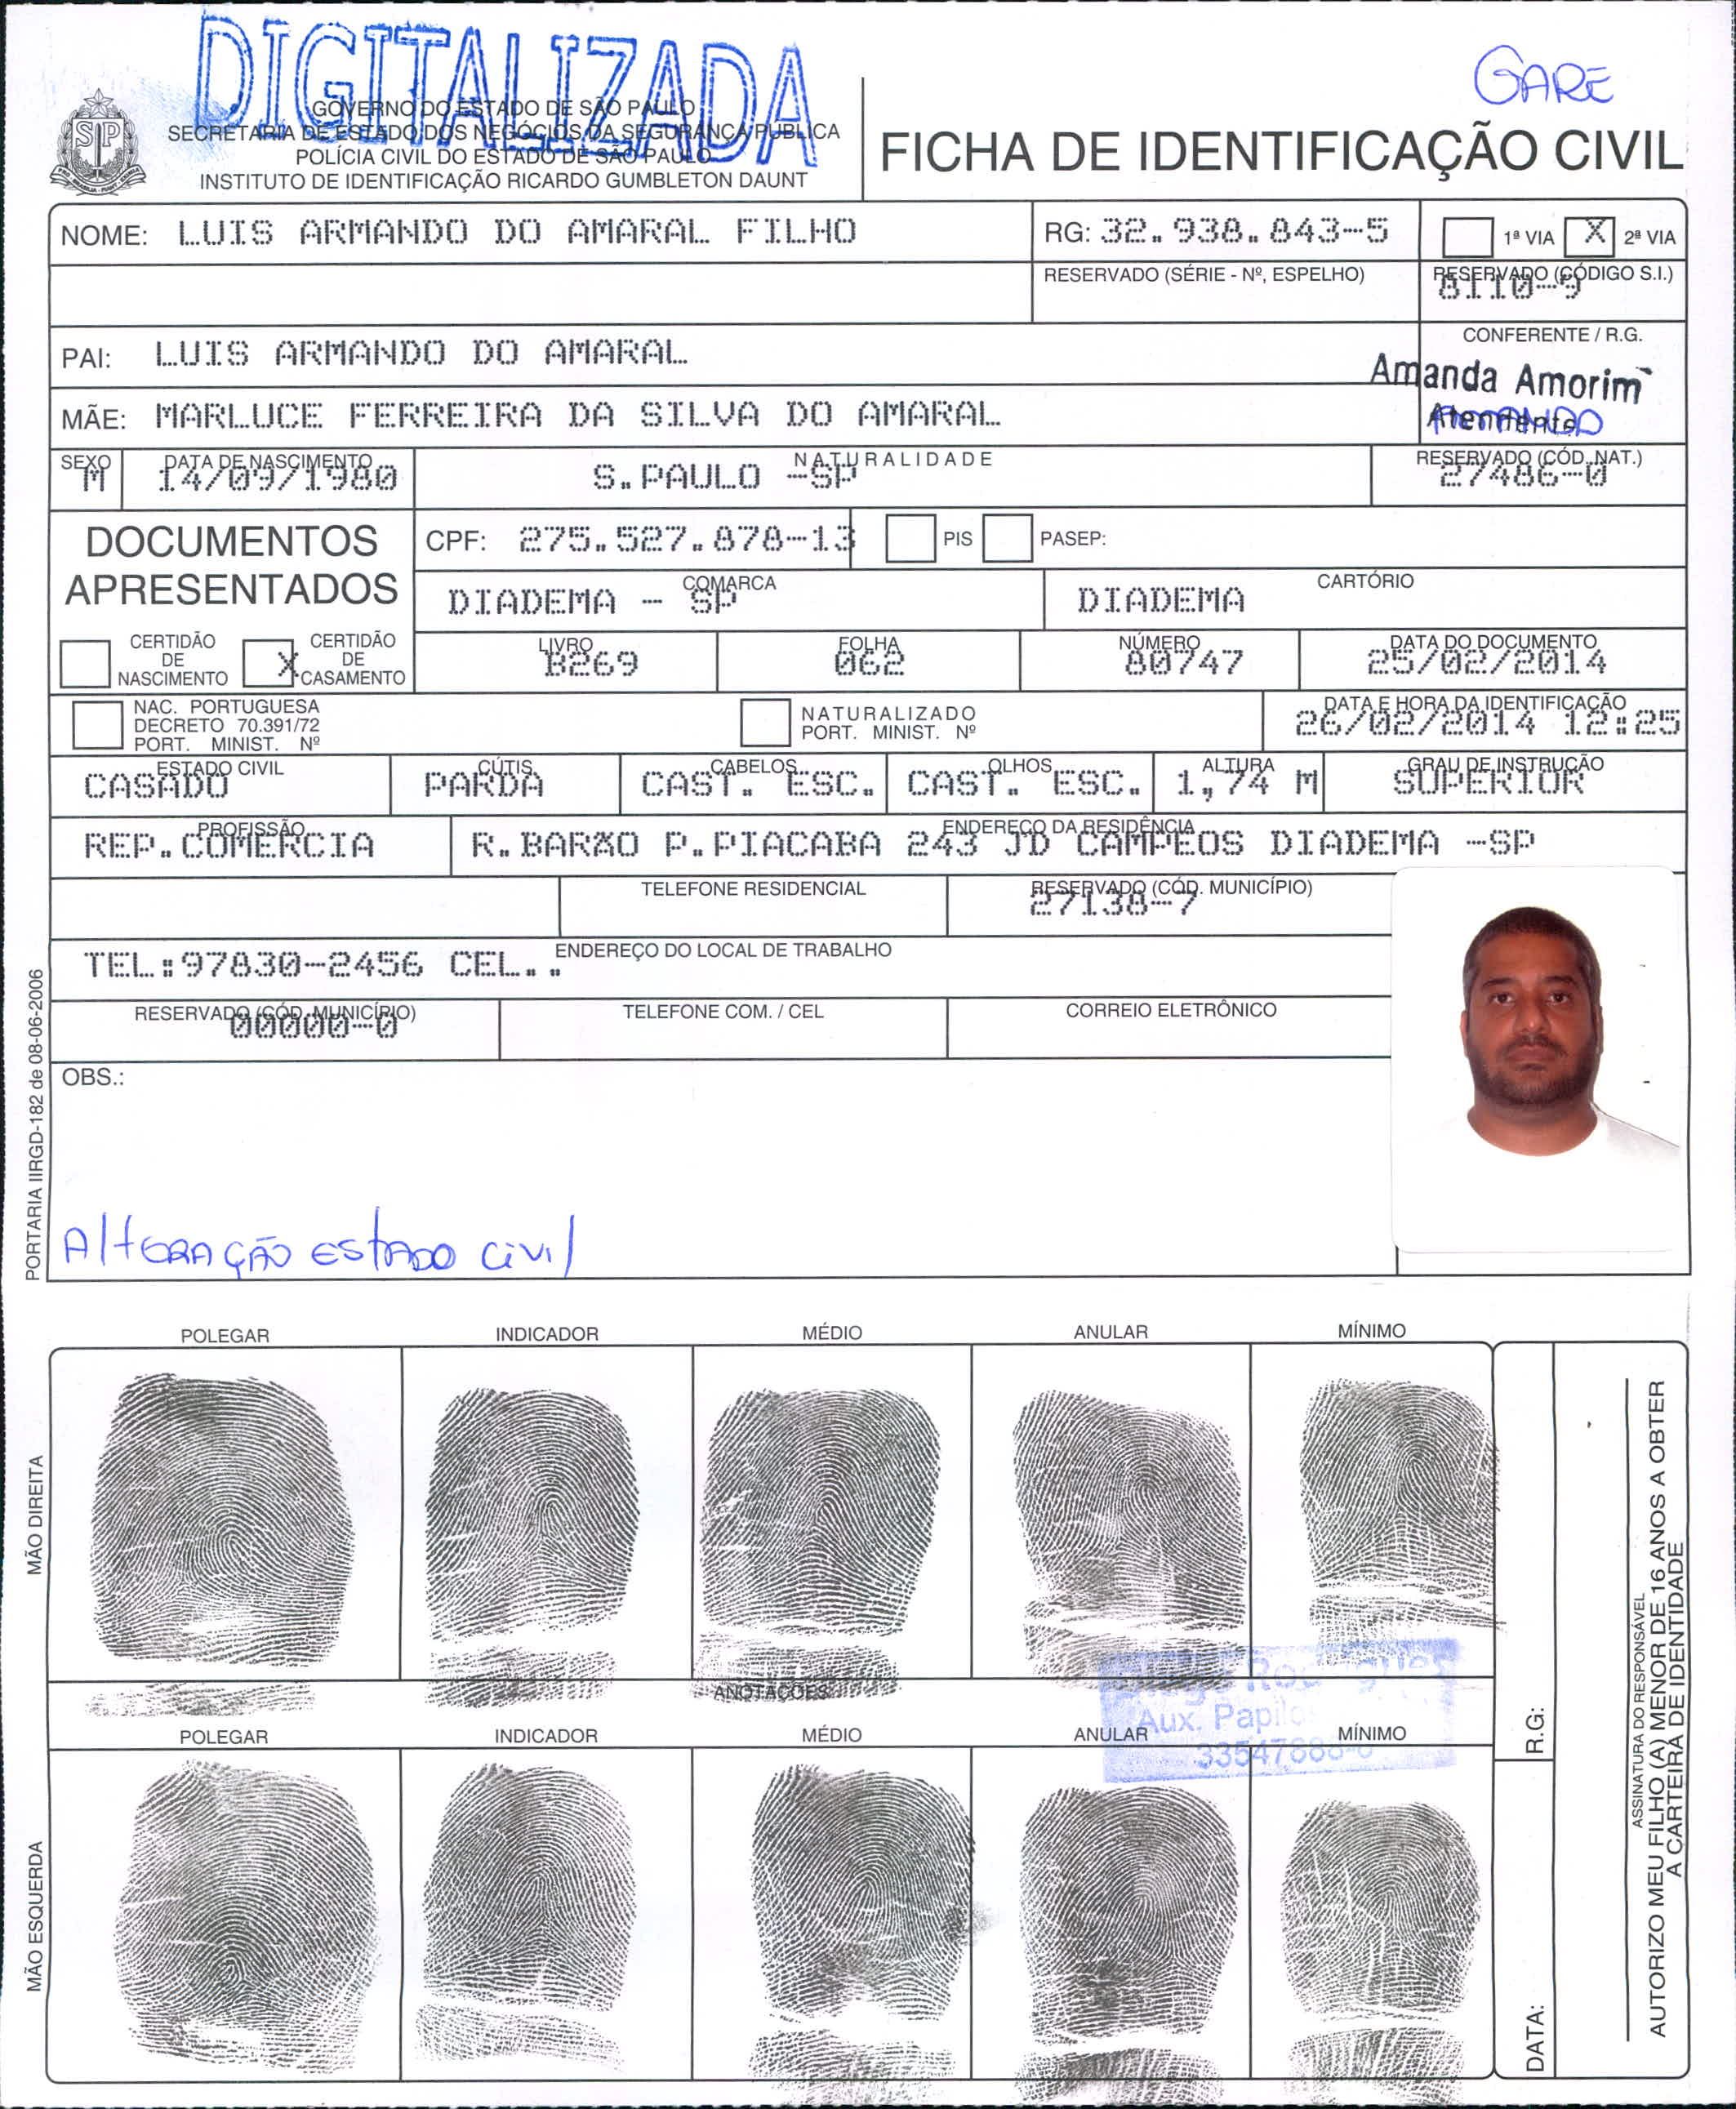 DIGITALIZADA
GARE
GOVERNO DO ESTADO DE SÃO PAULO
SECRETARIA DE ESTADO DOS NEGÓCIOS DA SEGURANÇA PÚBLICA
POLÍCIA CIVIL DO ESTADO DE SÃO PAULO
INSTITUTO DE IDENTIFICAÇÃO RICARDO GUMBLETON DAUNT
FICHA DE IDENTIFICAÇÃO CIVIL
NOME: LUIS ARMANDO DO AMARAL FILHO RG: 32.938.843-5 1ª VIA X 2ª VIA
RESERVADO (SÉRIE - Nº, ESPELHO) RESERVADO (CÓDIGO S.I.)
8110-9
PAI: LUIS ARMANDO DO AMARAL CONFERENTE / R.G.
Amanda Amorim
MÃE: MARLUCE FERREIRA DA SILVA DO AMARAL
SEXO DATA DE NASCIMENTO NATURALIDADE RESERVADO (CÓD. NAT.)
M 14/09/1980 S.PAULO -SP 27486-0
DOCUMENTOS APRESENTADOS
CPF: 275.527.878-13 PIS PASEP:
COMARCA CARTÓRIO
DIADEMA - SP DIADEMA
CERTIDÃO DE NASCIMENTO X CERTIDÃO DE CASAMENTO
LIVRO FOLHA NÚMERO DATA DO DOCUMENTO
B269 062 80747 25/02/2014
NAC. PORTUGUESA
DECRETO 70.391/72
PORT. MINIST. Nº
NATURALIZADO
PORT. MINIST. Nº
DATA E HORA DA IDENTIFICAÇÃO
26/02/2014 12:25
ESTADO CIVIL CÚTIS CABELOS OLHOS ALTURA GRAU DE INSTRUÇÃO
CASADO PARDA CAST. ESC. CAST. ESC. 1,74 M SUPERIOR
PROFISSÃO ENDEREÇO DA RESIDÊNCIA
REP.COMERCIA R.BARÃO P.PIACABA 243 JD CAMPEOS DIADEMA -SP
TELEFONE RESIDENCIAL RESERVADO (CÓD. MUNICÍPIO)
27138-7
ENDEREÇO DO LOCAL DE TRABALHO
TEL:97830-2456 CEL..
RESERVADO (CÓD. MUNICÍPIO) TELEFONE COM. / CEL CORREIO ELETRÔNICO
00000-0
OBS.:
AltERAÇÃO EStADO Civil
PORTARIA IIRGD-182 de 08-06-2006
POLEGAR INDICADOR MÉDIO ANULAR MÍNIMO
MÃO DIREITA
ANOTAÇÕES
Aux.
POLEGAR INDICADOR MÉDIO ANULAR MÍNIMO
MÃO ESQUERDA
R.G:
DATA:
ASSINATURA DO RESPONSÁVEL
AUTORIZO MEU FILHO (A) MENOR DE 16 ANOS A OBTER
A CARTEIRA DE IDENTIDADE